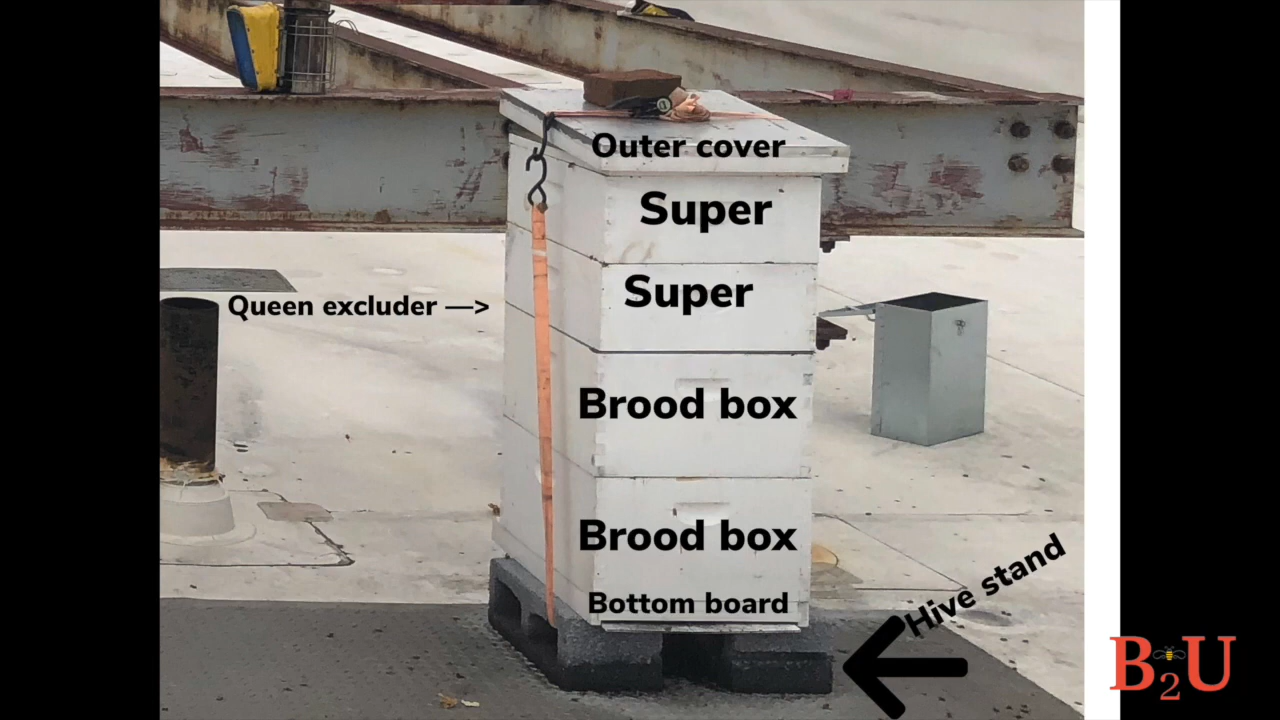 Outer cover
Super
Super
Queen excluder —>
Brood box
Brood box
Hive stand
Bottom board
B2U